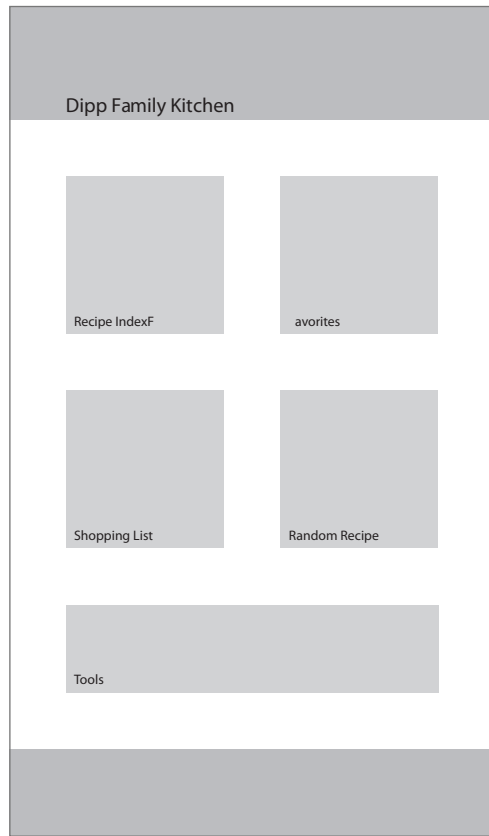 Dipp Family Kitchen
Recipe IndexF avorites
Shopping List Random Recipe
Tools